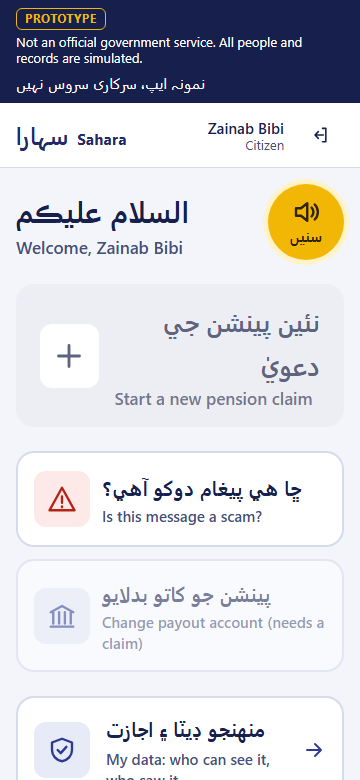 PROTOTYPE
Not an official government service. All people and
records are simulated.
نمونہ ایپ، سرکاری سروس نہیں
سہارا Sahara
Zainab Bibi
Citizen
السلام علیڪم
Welcome, Zainab Bibi
سنیں
نئين پينشن جي
دعويٰ
Start a new pension claim
ڇا هي پيغام دوکو آهي؟
Is this message a scam?
پينشن جو کاتو بدلايو
Change payout account (needs a
claim)
منهنجو ڊيٽا ۽ اجازت
My data: who can see it,
who saw it